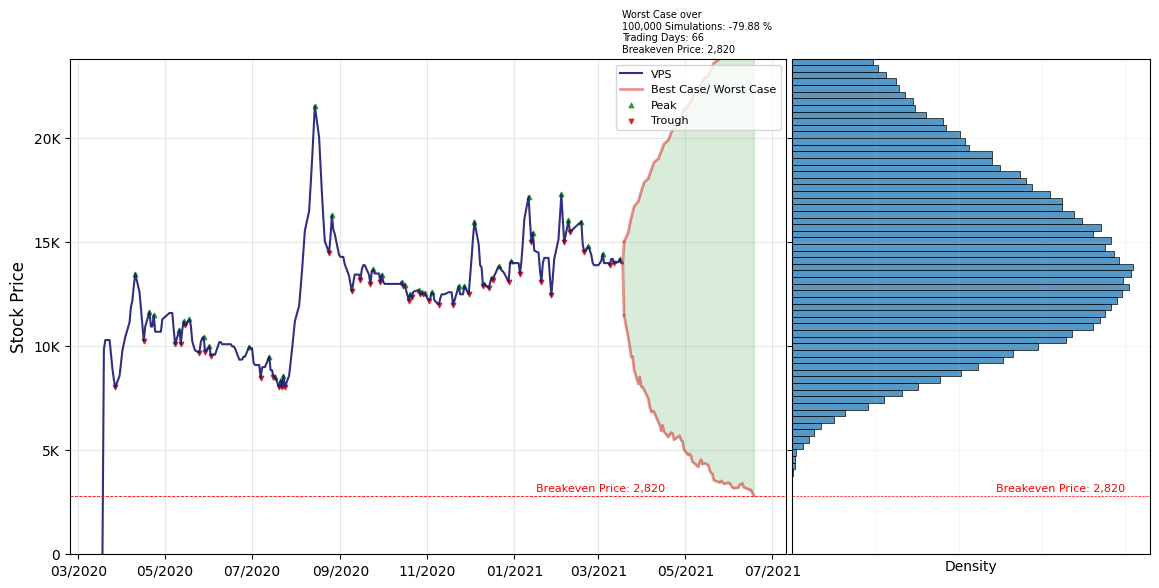 Worst Case over
100,000 Simulations: -79.88 %
Trading Days: 66
Breakeven Price: 2,820
VPS
Best Case/ Worst Case
Peak
Trough
Stock Price
20K
15K
10K
5K
0
Breakeven Price: 2,820
Breakeven Price: 2,820
03/2020
05/2020
07/2020
09/2020
11/2020
01/2021
03/2021
05/2021
07/2021
Density